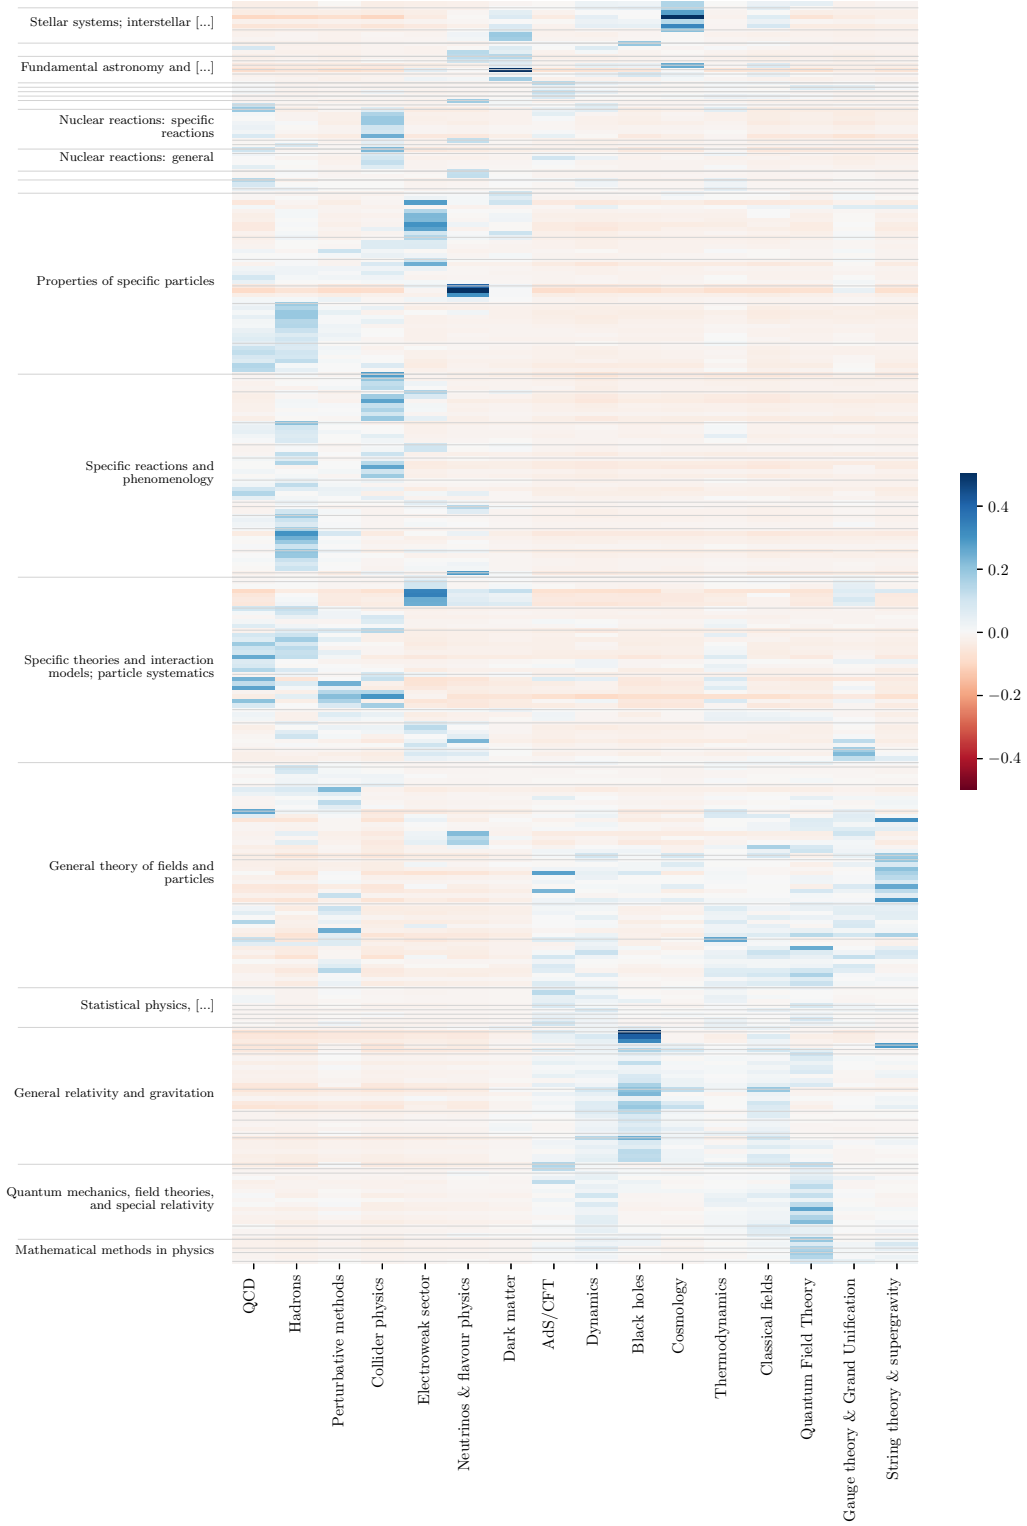 Stellar systems; interstellar [...]
Fundamental astronomy and [...]
Nuclear reactions: specific
reactions
Nuclear reactions: general
Properties of specific particles
Specific reactions and
phenomenology
Specific theories and interaction
models; particle systematics
General theory of fields and
particles
Statistical physics, [...]
General relativity and gravitation
Quantum mechanics, field theories,
and special relativity
Mathematical methods in physics
0.4
0.2
0.0
−0.2
−0.4
QCD
Hadrons
Perturbative methods
Collider physics
Electroweak sector
Neutrinos & flavour physics
Dark matter
AdS/CFT
Dynamics
Black holes
Cosmology
Thermodynamics
Classical fields
Quantum Field Theory
Gauge theory & Grand Unification
String theory & supergravity